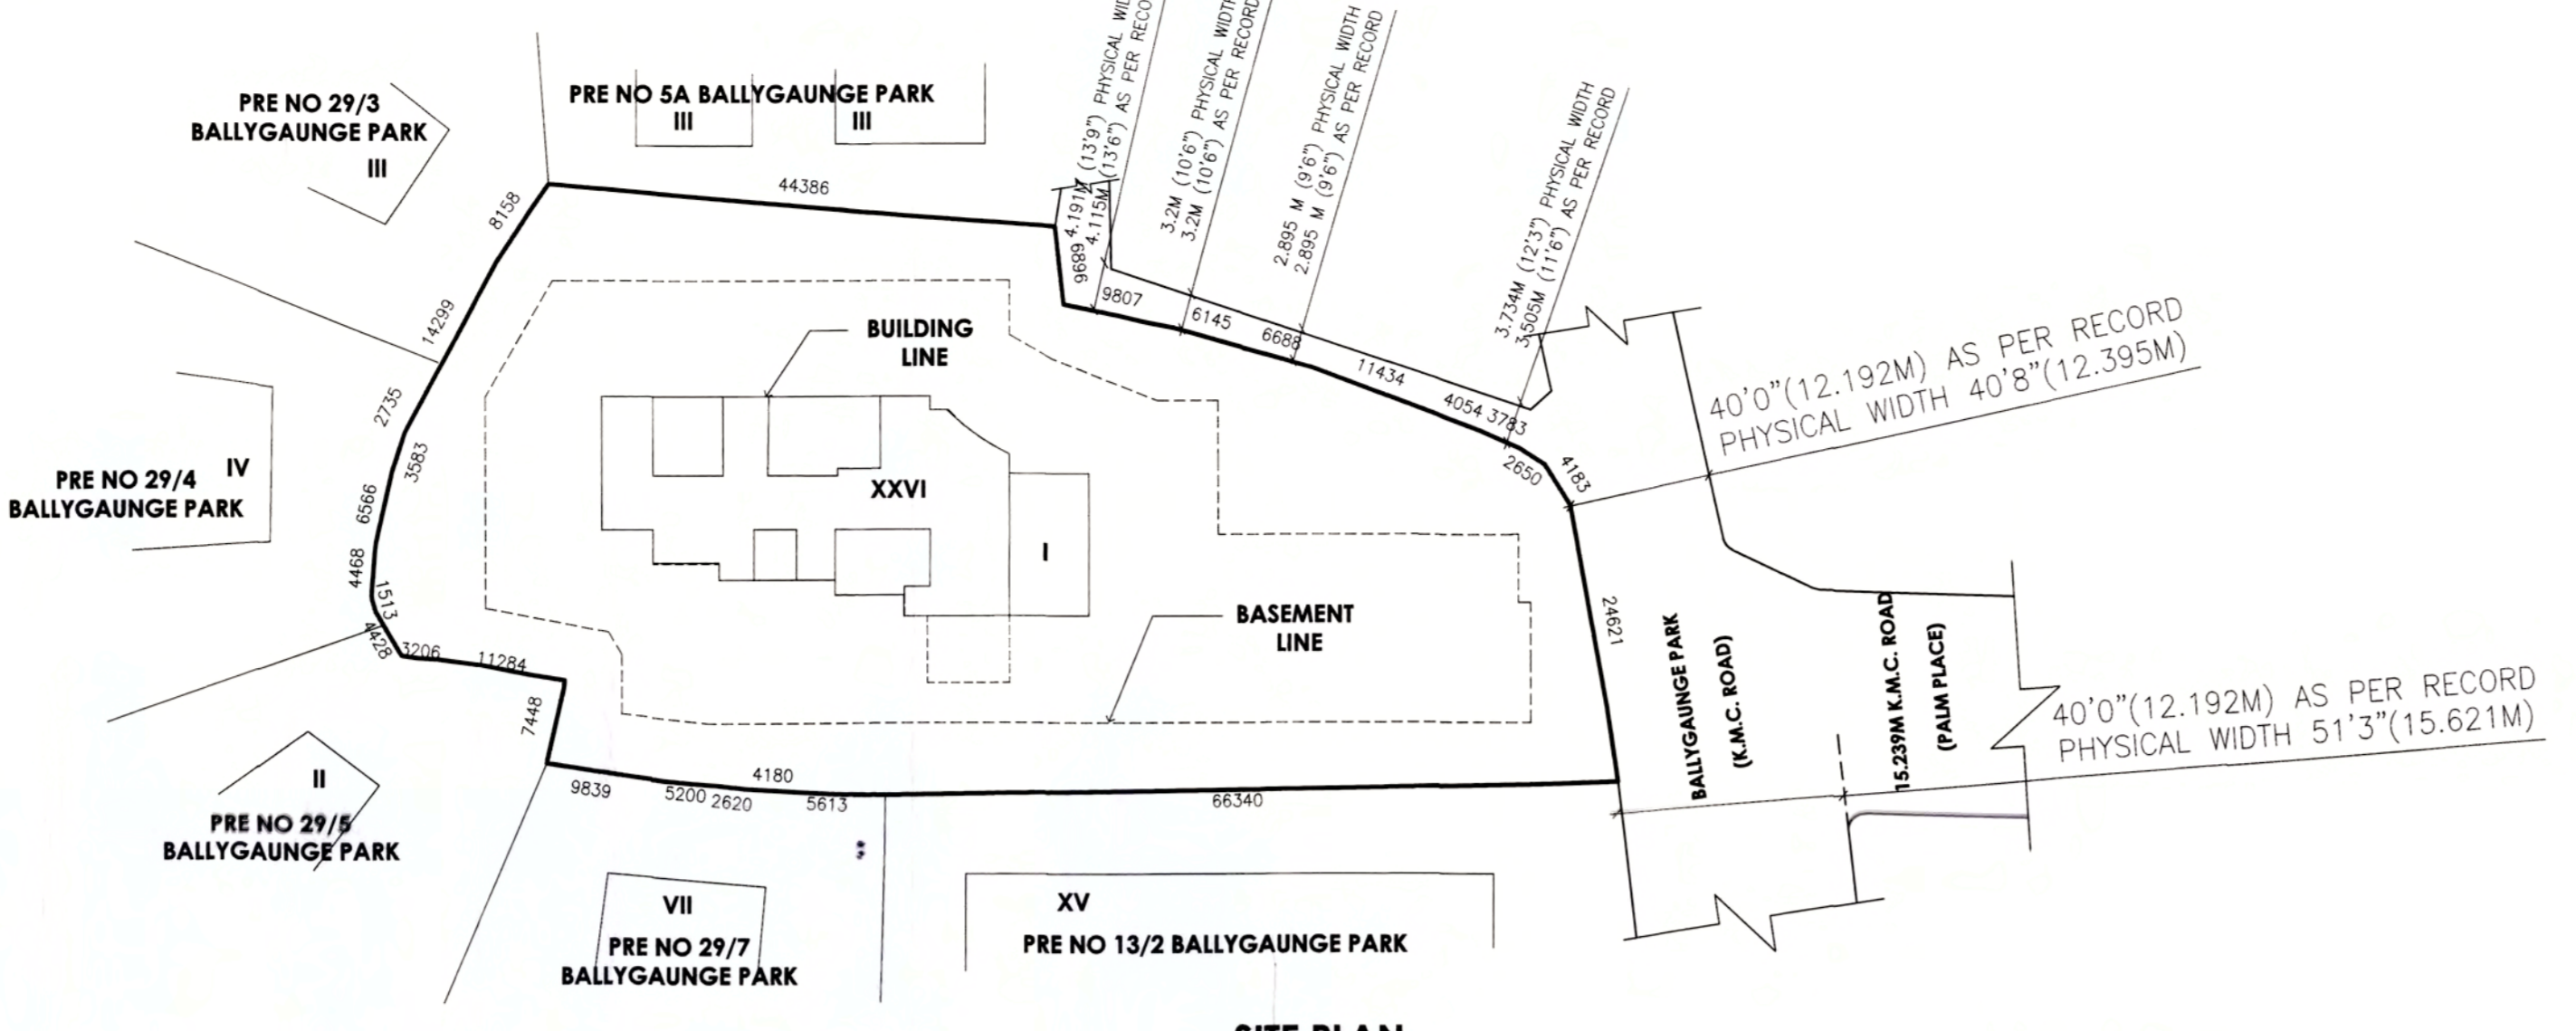 PRE NO 29/3
BALLYGAUNGE PARK
III
PRE NO 5A BALLYGAUNGE PARK
III
III
4.191M (13'9") PHYSICAL
4.115M (13'6") AS PER
3.2M (10'6") PHYSICAL WIDTH
3.2M (10'6") AS PER RECORD
2.895 M (9'6") PHYSICAL WIDTH
2.895 M (9'6") AS PER RECORD
3.734M (12'3") PHYSICAL WIDTH
3.505M (11'6") AS PER RECORD
40'0"(12.192M) AS PER RECORD
PHYSICAL WIDTH 40'8"(12.395M)
8158
44386
9689
9807
6145
6688
11434
4054
3783
2650
4183
14299
2735
3583
6566
4468
1513
4428
3206
11284
7448
BUILDING
LINE
XXVI
I
BASEMENT
LINE
PRE NO 29/4
IV
BALLYGAUNGE PARK
24621
BALLYGAUNGE PARK
(K.M.C. ROAD)
15.239M K.M.C. ROAD
(PALM PLACE)
40'0"(12.192M) AS PER RECORD
PHYSICAL WIDTH 51'3"(15.621M)
9839
5200
2620
4180
5613
66340
II
PRE NO 29/5
BALLYGAUNGE PARK
VII
PRE NO 29/7
BALLYGAUNGE PARK
XV
PRE NO 13/2 BALLYGAUNGE PARK
SITE PLAN